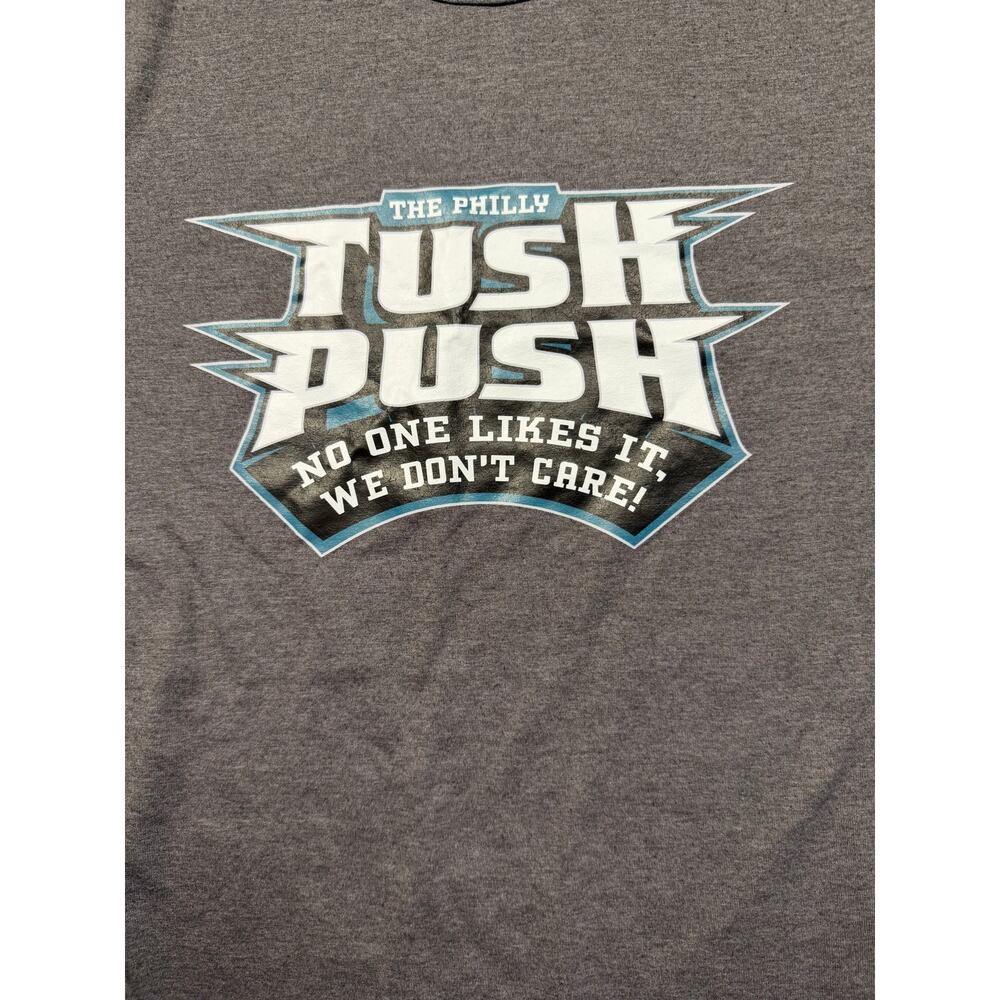 THE PHILLY
TUSH
PUSH
NO ONE LIKES IT,
WE DON'T CARE!